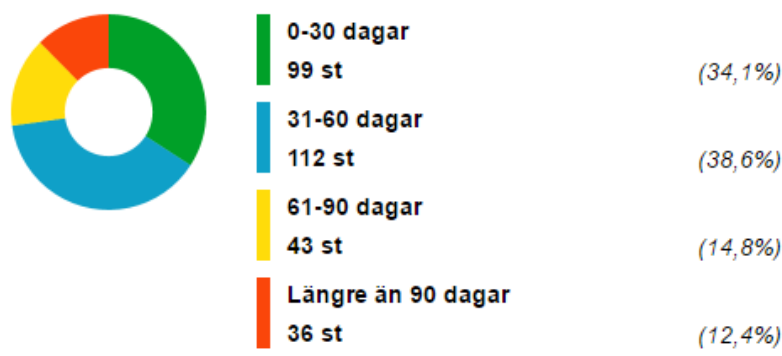 0-30 dagar
99 st (34,1%)
31-60 dagar
112 st (38,6%)
61-90 dagar
43 st (14,8%)
Längre än 90 dagar
36 st (12,4%)